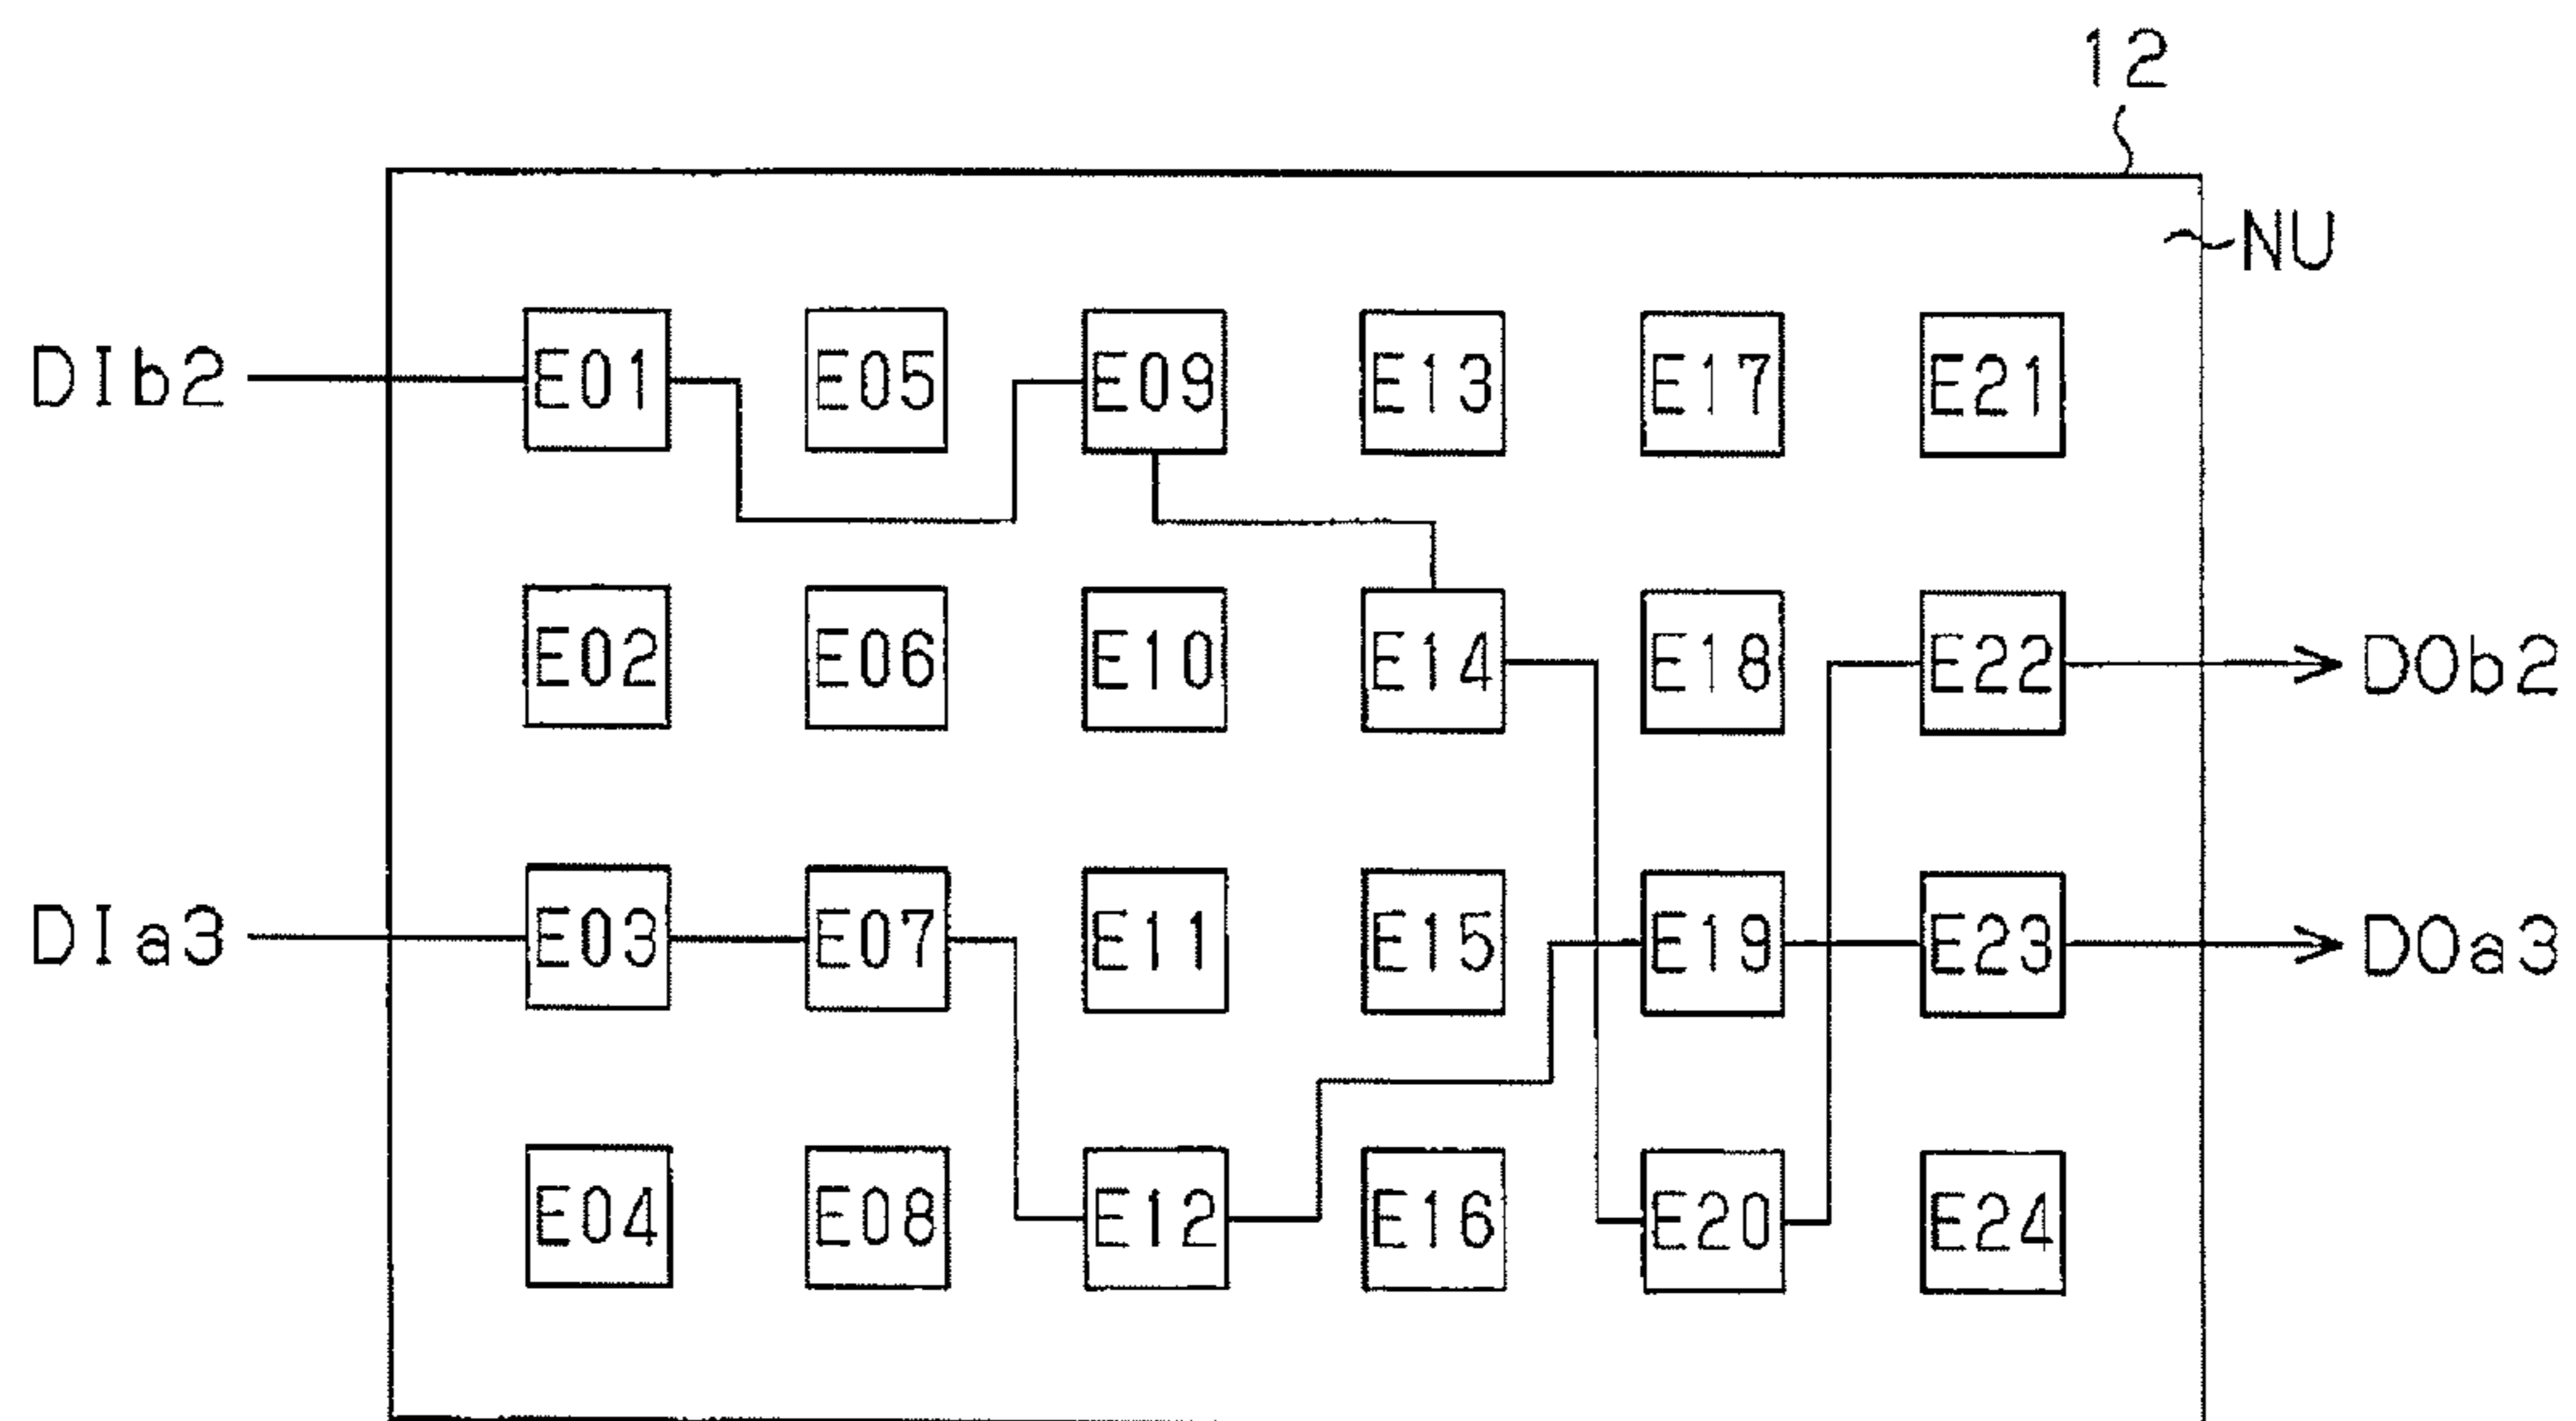 12
NU
DIb2 E01 E05 E09 E13 E17 E21
E02 E06 E10 E14 E18 E22 DOb2
DIa3 E03 E07 E11 E15 E19 E23 DOa3
E04 E08 E12 E16 E20 E24